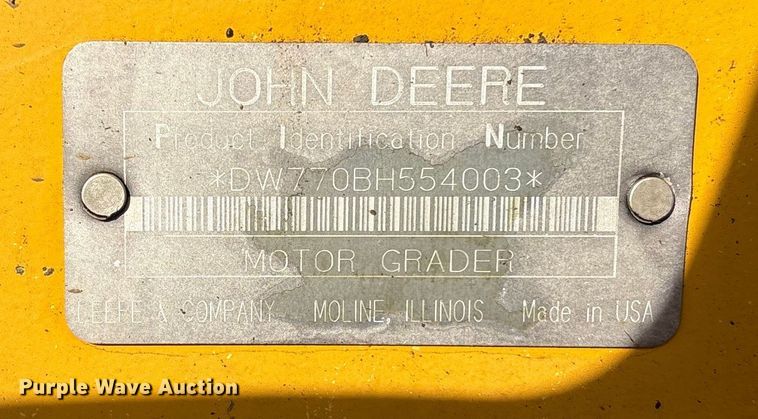 JOHN DEERE
Product Identification Number
*DW770BH554003*
MOTOR GRADER
DEERE & COMPANY MOLINE, ILLINOIS Made in USA
Purple Wave Auction